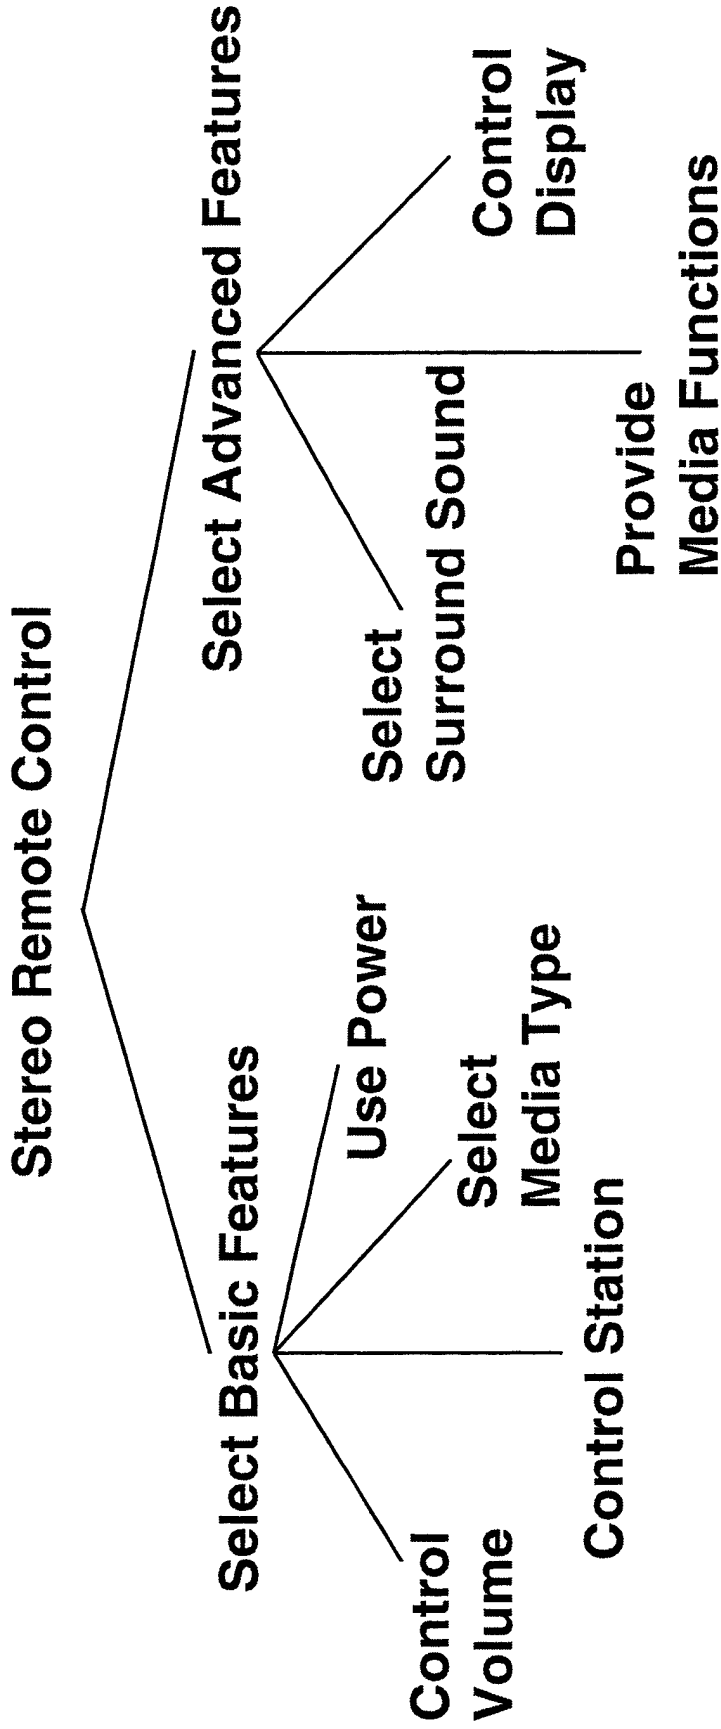 Stereo Remote Control
Select Basic Features
Select Advanced Features
Control
Volume
Control Station
Select
Media Type
Use Power
Select
Surround Sound
Provide
Media Functions
Control
Display